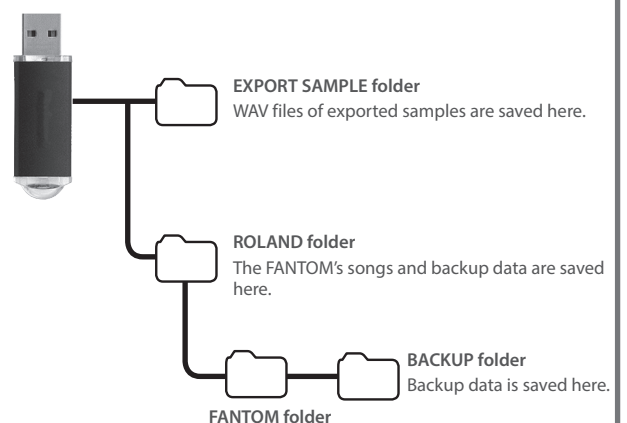 EXPORT SAMPLE folder
WAV files of exported samples are saved here.
ROLAND folder
The FANTOM’s songs and backup data are saved
here.
BACKUP folder
Backup data is saved here.
FANTOM folder